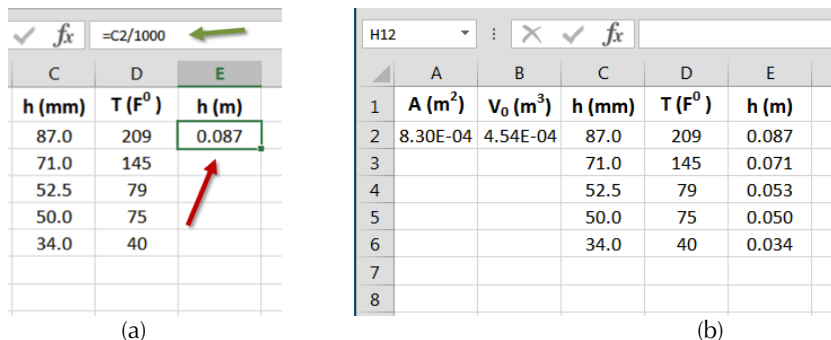 fx =C2/1000
C D E
h (mm) T (F⁰ ) h (m)
87.0 209 0.087
71.0 145
52.5 79
50.0 75
34.0 40
(a)
H12 fx
A B C D E
1 A (m²) V₀ (m³) h (mm) T (F⁰ ) h (m)
2 8.30E-04 4.54E-04 87.0 209 0.087
3 71.0 145 0.071
4 52.5 79 0.053
5 50.0 75 0.050
6 34.0 40 0.034
7
8
(b)